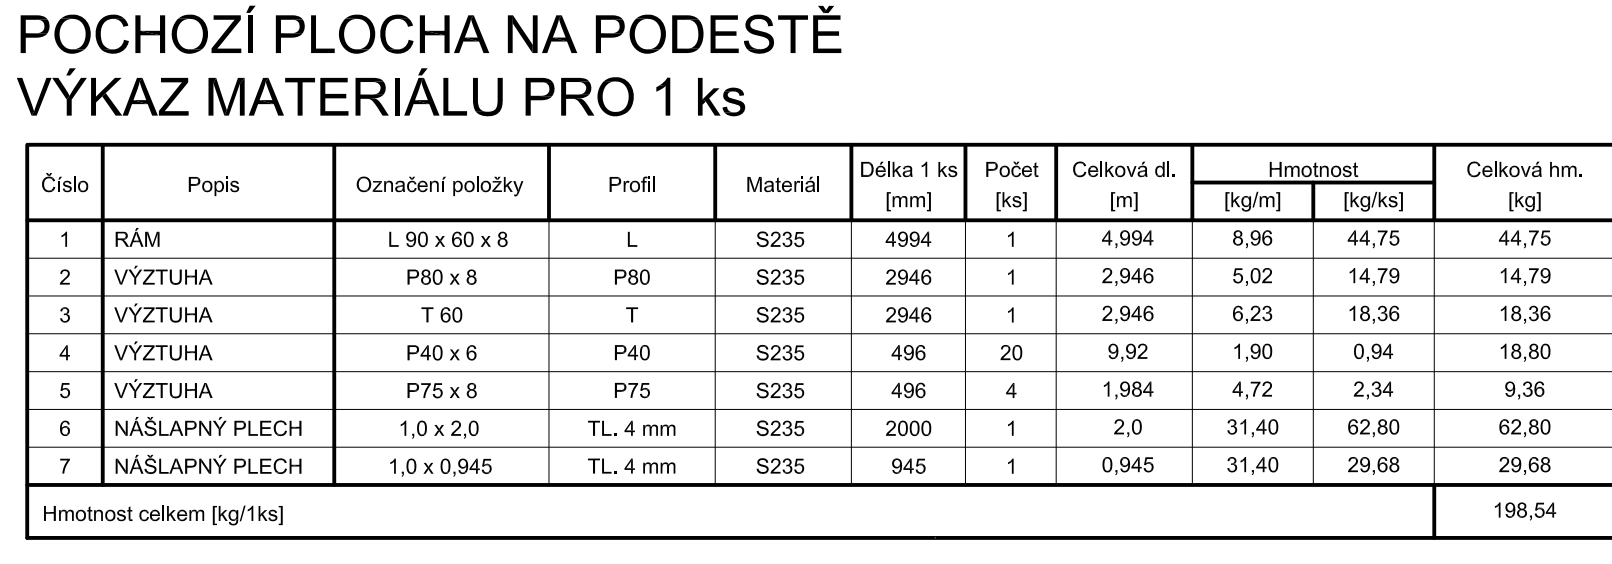 POCHOZÍ PLOCHA NA PODESTĚ
VÝKAZ MATERIÁLU PRO 1 ks
Číslo Popis Označení položky Profil Materiál Délka 1 ks [mm] Počet [ks] Celková dl. [m] Hmotnost [kg/m] [kg/ks] Celková hm. [kg]
1 RÁM L 90 x 60 x 8 L S235 4994 1 4,994 8,96 44,75 44,75
2 VÝZTUHA P80 x 8 P80 S235 2946 1 2,946 5,02 14,79 14,79
3 VÝZTUHA T 60 T S235 2946 1 2,946 6,23 18,36 18,36
4 VÝZTUHA P40 x 6 P40 S235 496 20 9,92 1,90 0,94 18,80
5 VÝZTUHA P75 x 8 P75 S235 496 4 1,984 4,72 2,34 9,36
6 NÁŠLAPNÝ PLECH 1,0 x 2,0 TL. 4 mm S235 2000 1 2,0 31,40 62,80 62,80
7 NÁŠLAPNÝ PLECH 1,0 x 0,945 TL. 4 mm S235 945 1 0,945 31,40 29,68 29,68
Hmotnost celkem [kg/1ks] 198,54